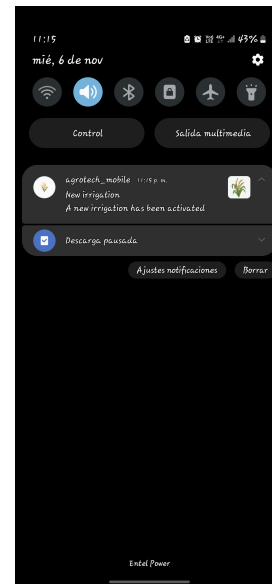 11:15
43%
mié, 6 de nov
Control
Salida multimedia
agrotech_mobile 11:15 p. m.
New irrigation
A new irrigation has been activated
Descarga pausada
Ajustes notificaciones
Borrar
Entel Power